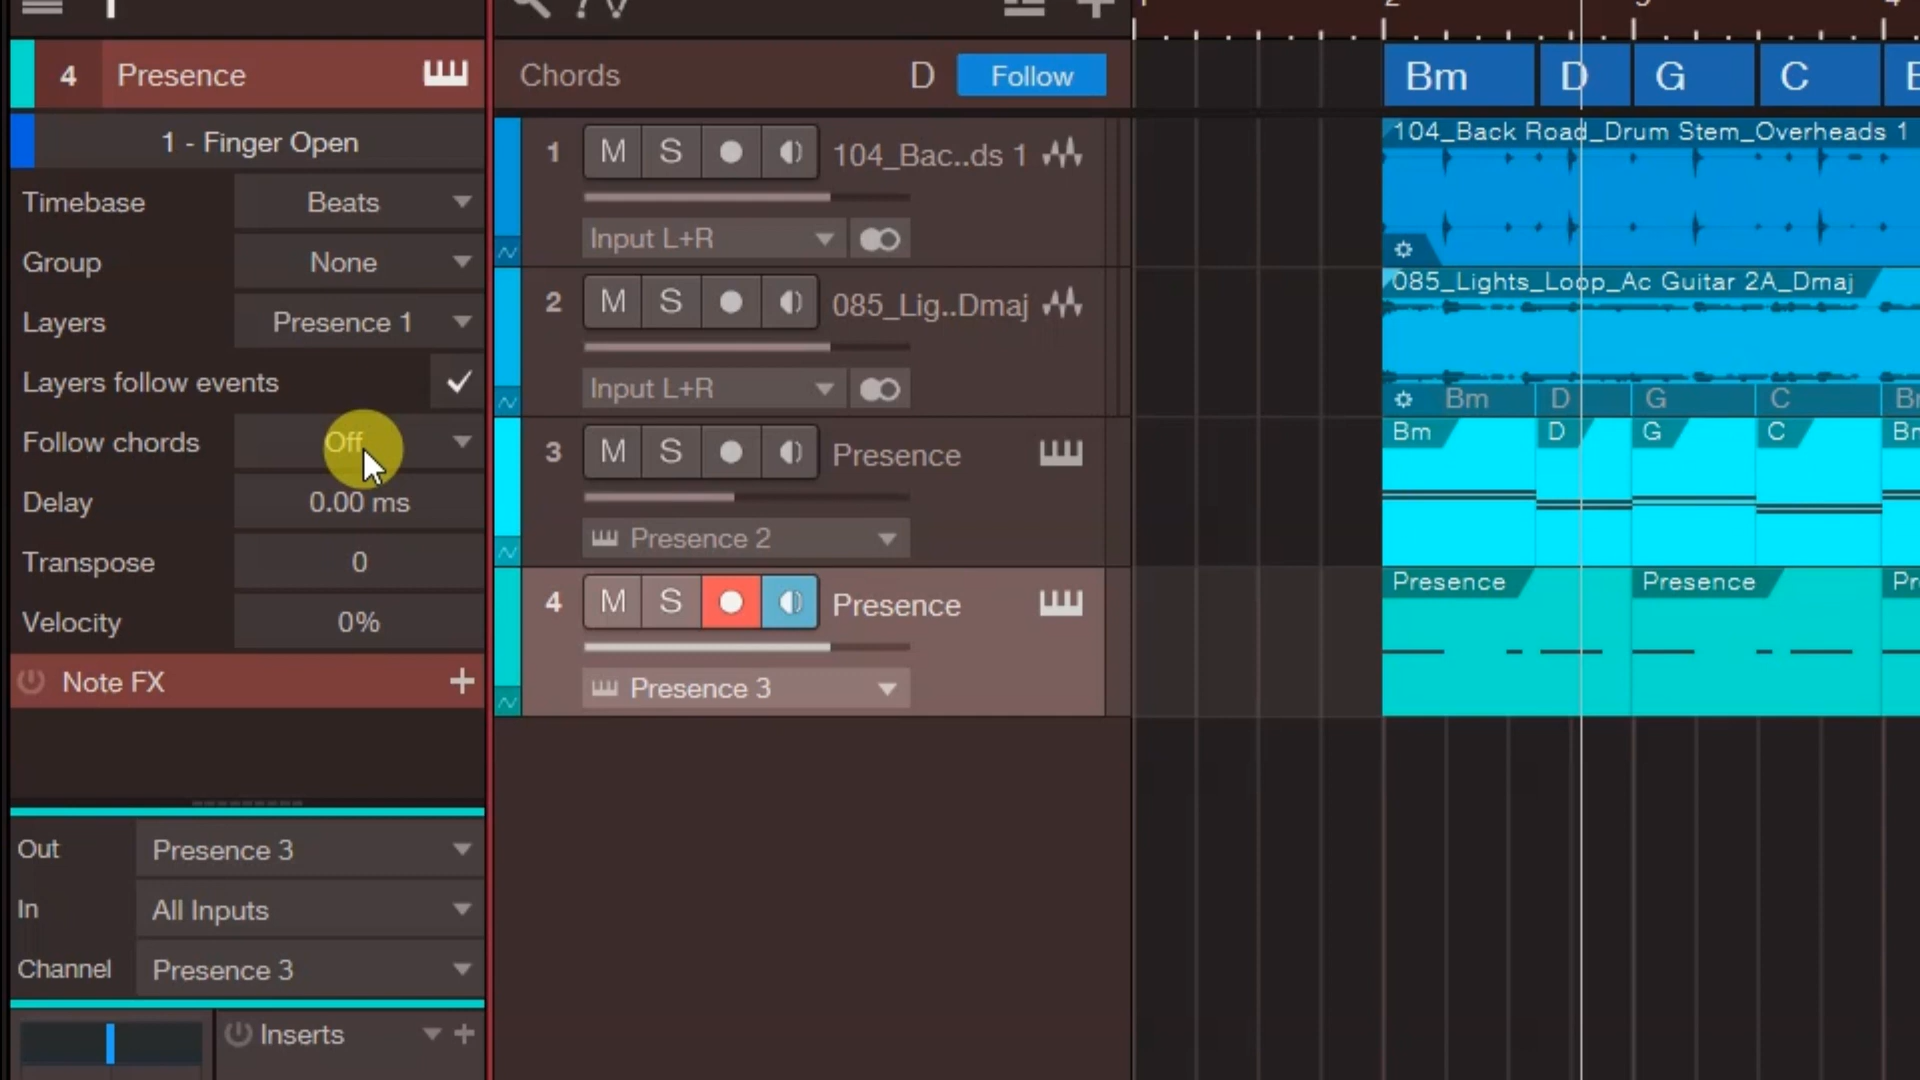 4 Presence
1 - Finger Open
Timebase Beats
Group None
Layers Presence 1
Layers follow events
Follow chords Off
Delay 0.00 ms
Transpose 0
Velocity 0%
Note FX
Out Presence 3
In All Inputs
Channel Presence 3
Inserts
Chords D Follow
1 M S 104_Bac..ds 1
Input L+R
2 M S 085_Lig..Dmaj
Input L+R
3 M S Presence
Presence 2
4 M S Presence
Presence 3
Bm D G C
104_Back Road_Drum Stem_Overheads 1
085_Lights_Loop_Ac Guitar 2A_Dmaj
Bm D G C
Bm D G C
Presence Presence